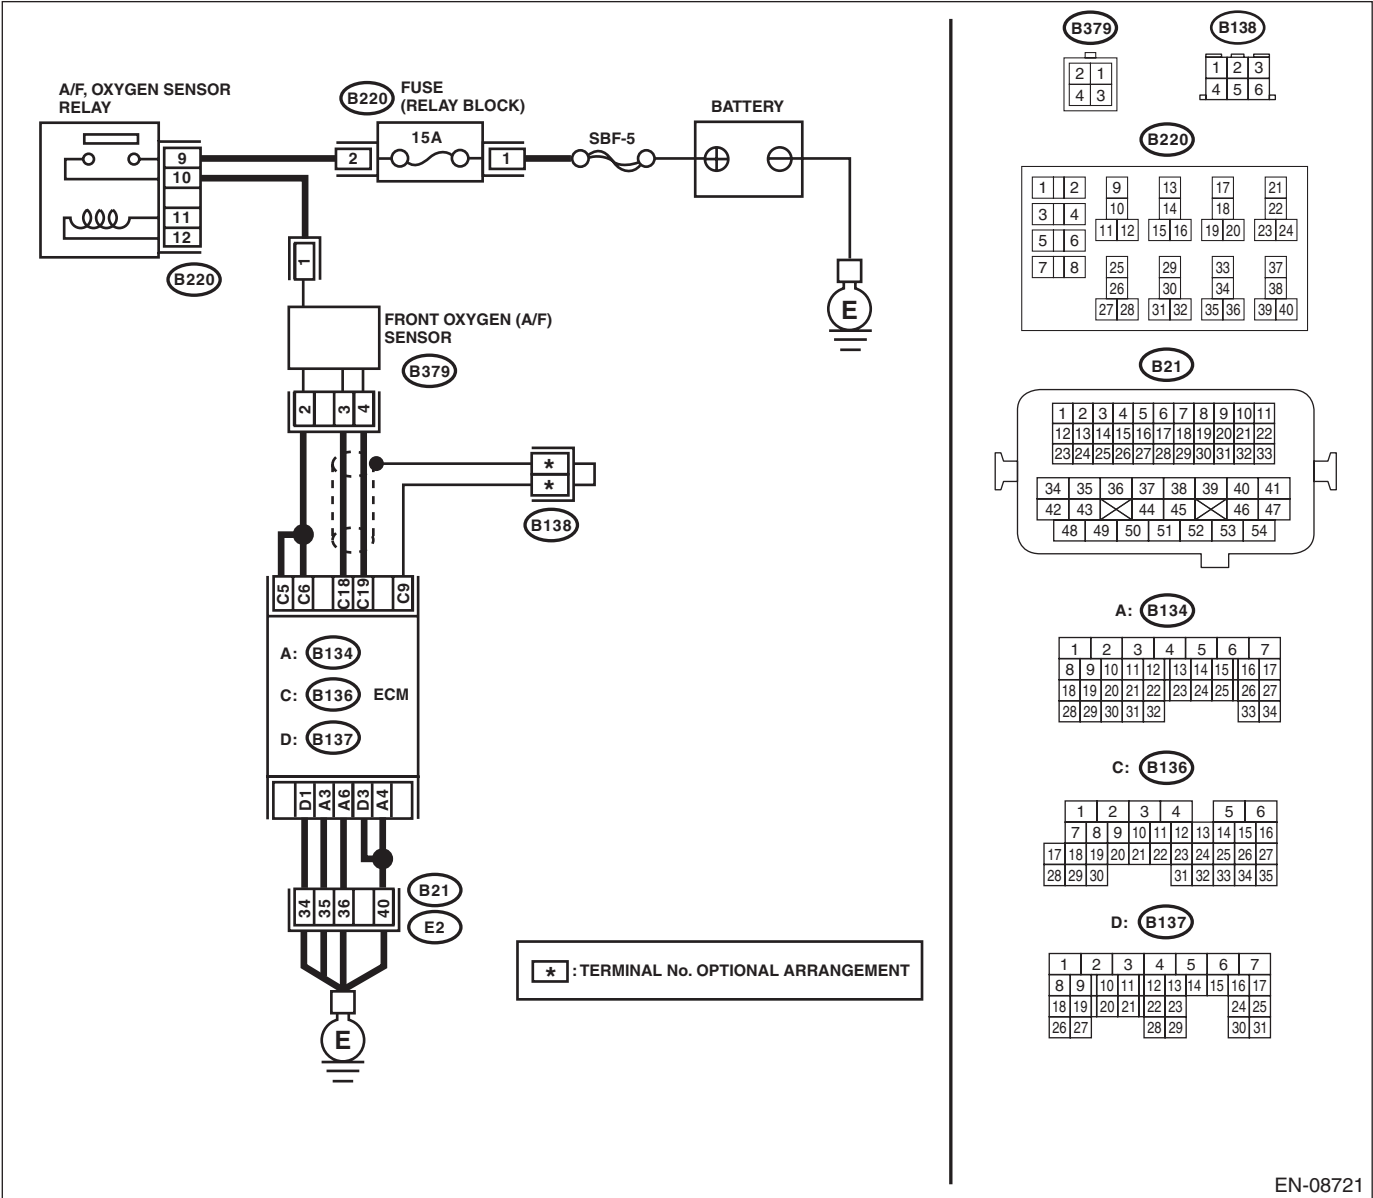 A/F, OXYGEN SENSOR
RELAY
9
10
11
12
B220
B220
FUSE
(RELAY BLOCK)
2
15A
1
SBF-5
BATTERY
E
1
FRONT OXYGEN (A/F)
SENSOR
B379
2 3 4
*
*
B138
C5 C6 C18 C19 C9
A: B134
C: B136 ECM
D: B137
D1 A3 A6 D3 A4
34 35 36 40
B21
E2
E
* : TERMINAL No. OPTIONAL ARRANGEMENT
B379
2 1
4 3
B138
1 2 3
4 5 6
B220
1 2 9 13 17 21
3 4 10 14 18 22
5 6 11 12 15 16 19 20 23 24
7 8 25 29 33 37
26 30 34 38
27 28 31 32 35 36 39 40
B21
1 2 3 4 5 6 7 8 9 10 11
12 13 14 15 16 17 18 19 20 21 22
23 24 25 26 27 28 29 30 31 32 33
34 35 36 37 38 39 40 41
42 43 44 45 46 47
48 49 50 51 52 53 54
A: B134
1 2 3 4 5 6 7
8 9 10 11 12 13 14 15 16 17
18 19 20 21 22 23 24 25 26 27
28 29 30 31 32 33 34
C: B136
1 2 3 4 5 6
7 8 9 10 11 12 13 14 15 16
17 18 19 20 21 22 23 24 25 26 27
28 29 30 31 32 33 34 35
D: B137
1 2 3 4 5 6 7
8 9 10 11 12 13 14 15 16 17
18 19 20 21 22 23 24 25
26 27 28 29 30 31
EN-08721